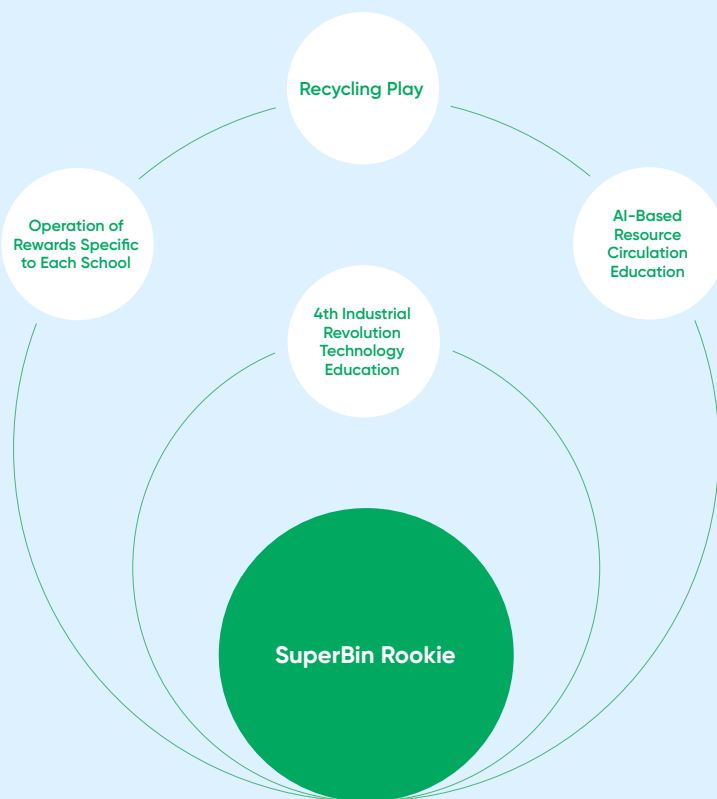 Recycling Play
Operation of
Rewards Specific
to Each School
AI-Based
Resource
Circulation
Education
4th Industrial
Revolution
Technology
Education
SuperBin Rookie